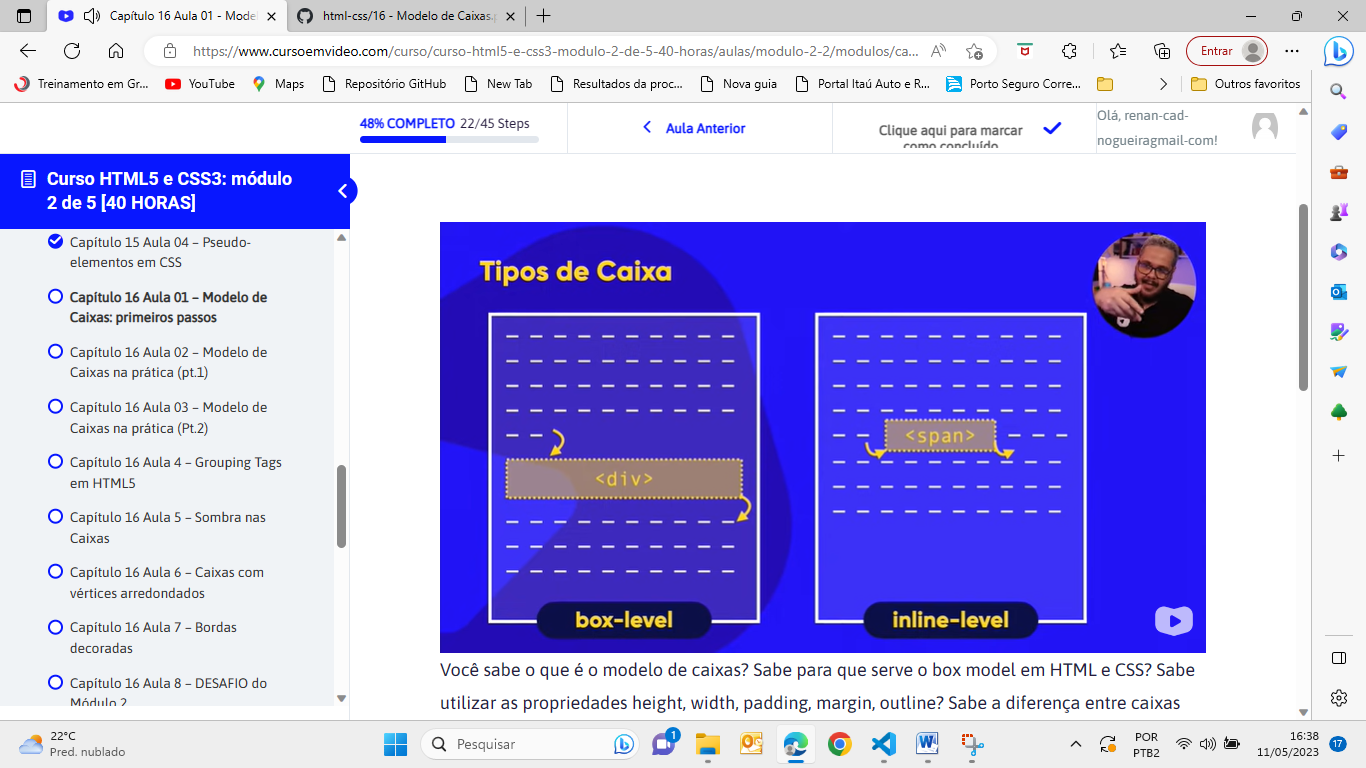 Capítulo 16 Aula 01 - Model
html-css/16 - Modelo de Caixas.p
https://www.cursoemvideo.com/curso/curso-html5-e-css3-modulo-2-de-5-40-horas/aulas/modulo-2-2/modulos/ca...
Entrar
Treinamento em Gr...
YouTube
Maps
Repositório GitHub
New Tab
Resultados da proc...
Nova guia
Portal Itaú Auto e R...
Porto Seguro Corre...
Outros favoritos
48% COMPLETO 22/45 Steps
Aula Anterior
Clique aqui para marcar
como concluído
Olá, renan-cad-
nogueiragmail-com!
Curso HTML5 e CSS3: módulo
2 de 5 [40 HORAS]
Capítulo 15 Aula 04 – Pseudo-
elementos em CSS
Capítulo 16 Aula 01 – Modelo de
Caixas: primeiros passos
Capítulo 16 Aula 02 – Modelo de
Caixas na prática (pt.1)
Capítulo 16 Aula 03 – Modelo de
Caixas na prática (Pt.2)
Capítulo 16 Aula 4 – Grouping Tags
em HTML5
Capítulo 16 Aula 5 – Sombra nas
Caixas
Capítulo 16 Aula 6 – Caixas com
vértices arredondados
Capítulo 16 Aula 7 – Bordas
decoradas
Capítulo 16 Aula 8 – DESAFIO do
Módulo 2
Tipos de Caixa
<div>
box-level
<span>
inline-level
Você sabe o que é o modelo de caixas? Sabe para que serve o box model em HTML e CSS? Sabe
utilizar as propriedades height, width, padding, margin, outline? Sabe a diferença entre caixas
22°C
Pred. nublado
Pesquisar
1
POR
PTB2
16:38
11/05/2023
17